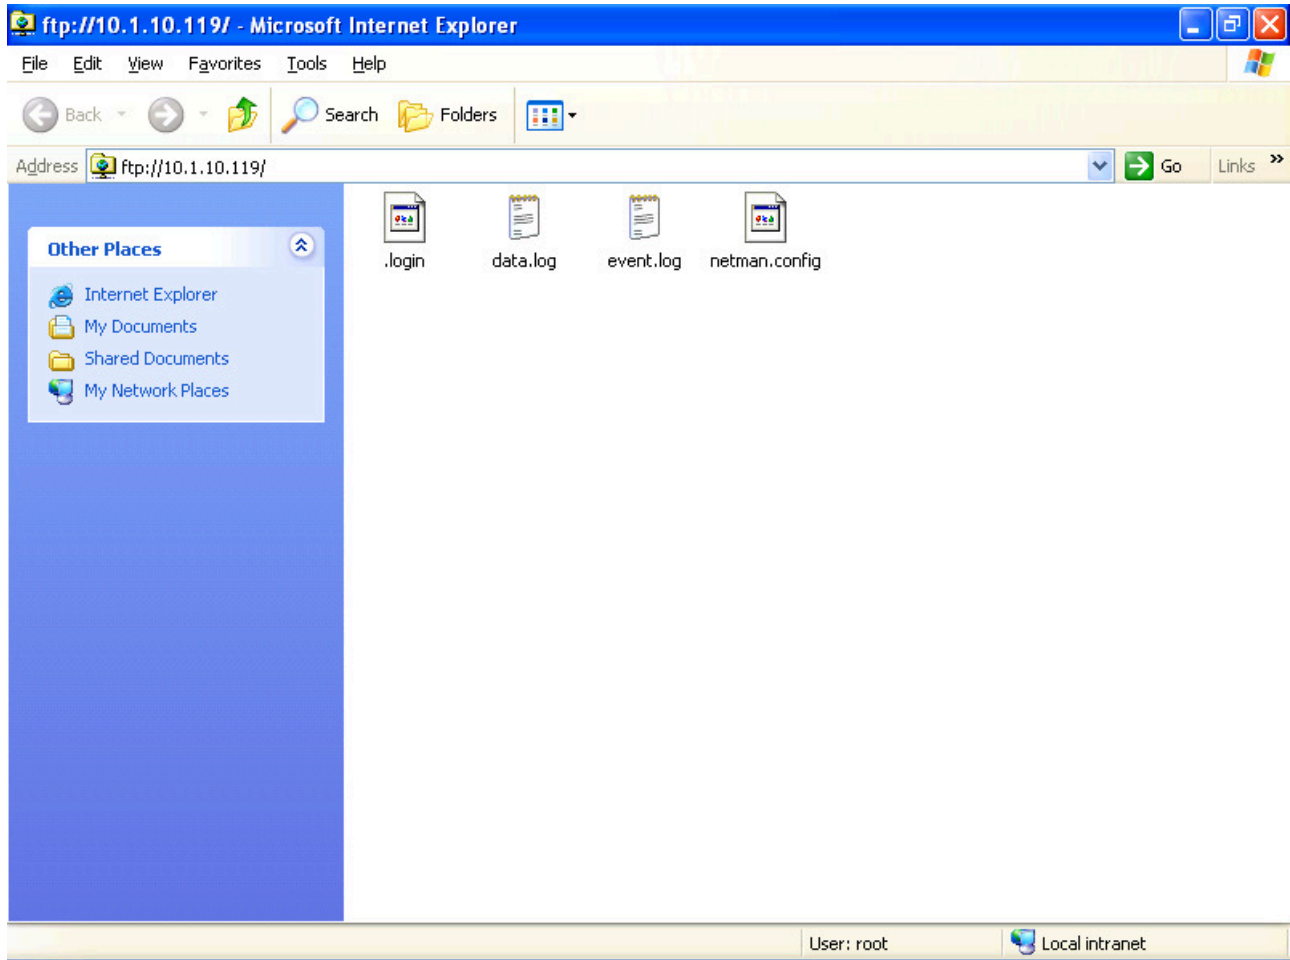 ftp://10.1.10.119/ - Microsoft Internet Explorer
File Edit View Favorites Tools Help
Back Search Folders
Address ftp://10.1.10.119/ Go Links »
Other Places
Internet Explorer
My Documents
Shared Documents
My Network Places
.login data.log event.log netman.config
User: root Local intranet